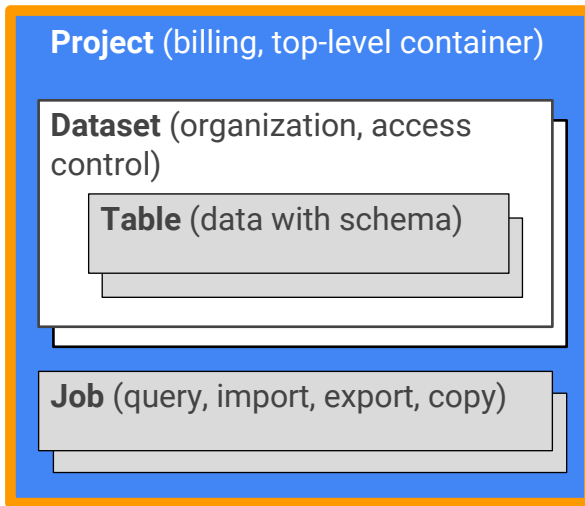 Project (billing, top-level container)
Dataset (organization, access
control)
Table (data with schema)
Job (query, import, export, copy)